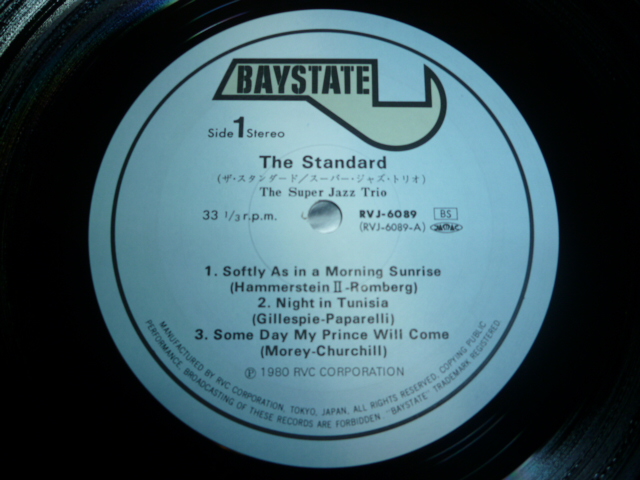 BAYSTATE
Side 1 Stereo
The Standard
(ザ・スタンダード/スーパー・ジャズ・トリオ)
The Super Jazz Trio
33 1/3 r.p.m.
RVJ-6089
(RVJ-6089-A)
BS
1. Softly As in a Morning Sunrise
(Hammerstein II-Romberg)
2. Night in Tunisia
(Gillespie-Paparelli)
3. Some Day My Prince Will Come
(Morey-Churchill)
℗ 1980 RVC CORPORATION
MANUFACTURED BY RVC CORPORATION, TOKYO, JAPAN. ALL RIGHTS RESERVED. COPYING PUBLIC
PERFORMANCE, BROADCASTING OF THESE RECORDS ARE FORBIDDEN "BAYSTATE" TRADEMARK REGISTERED.